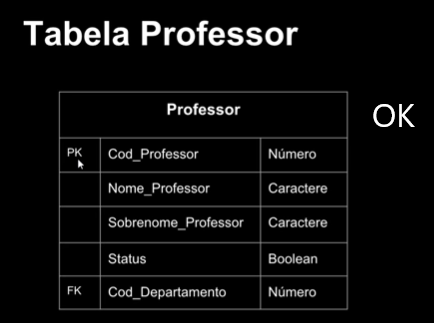 Tabela Professor
Professor
OK
PK Cod_Professor Número
Nome_Professor Caractere
Sobrenome_Professor Caractere
Status Boolean
FK Cod_Departamento Número